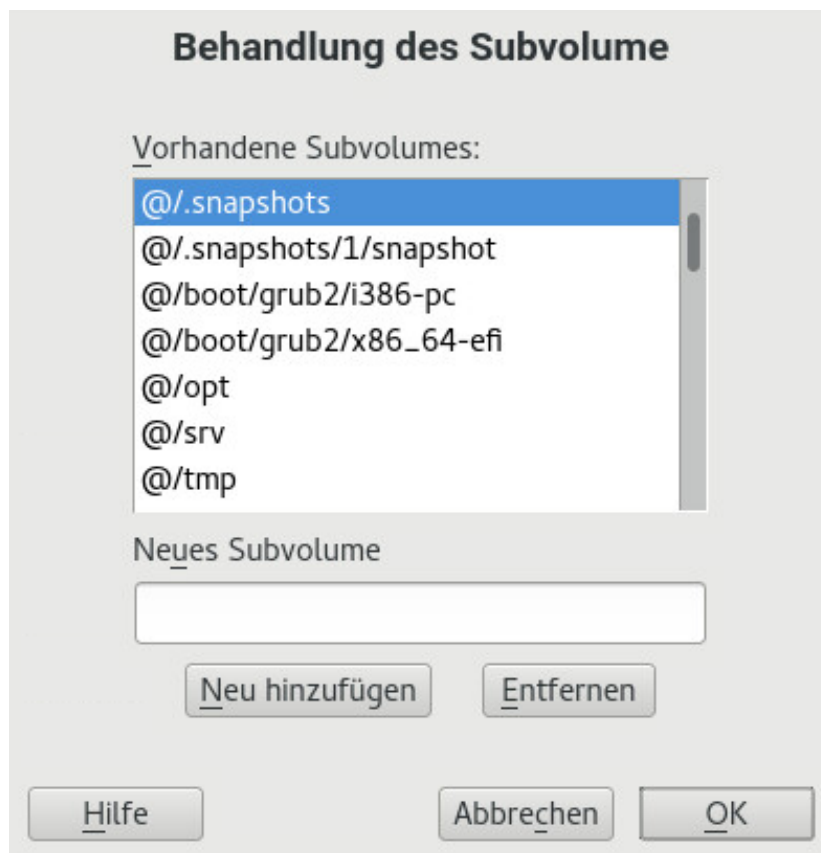 Behandlung des Subvolume
Vorhandene Subvolumes:
@/.snapshots
@/.snapshots/1/snapshot
@/boot/grub2/i386-pc
@/boot/grub2/x86_64-efi
@/opt
@/srv
@/tmp
Neues Subvolume
Neu hinzufügen Entfernen
Hilfe Abbrechen OK